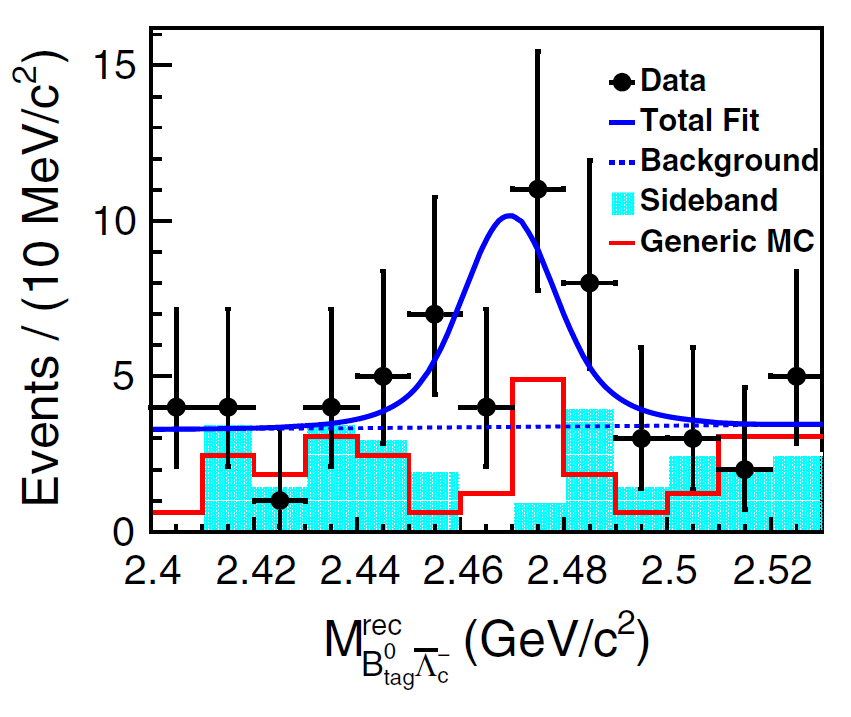 Events / (10 MeV/c²)
15
10
5
0
Data
Total Fit
Background
Sideband
Generic MC
2.4 2.42 2.44 2.46 2.48 2.5 2.52
M^rec_{B^0_tag Λ̅_c^-} (GeV/c²)